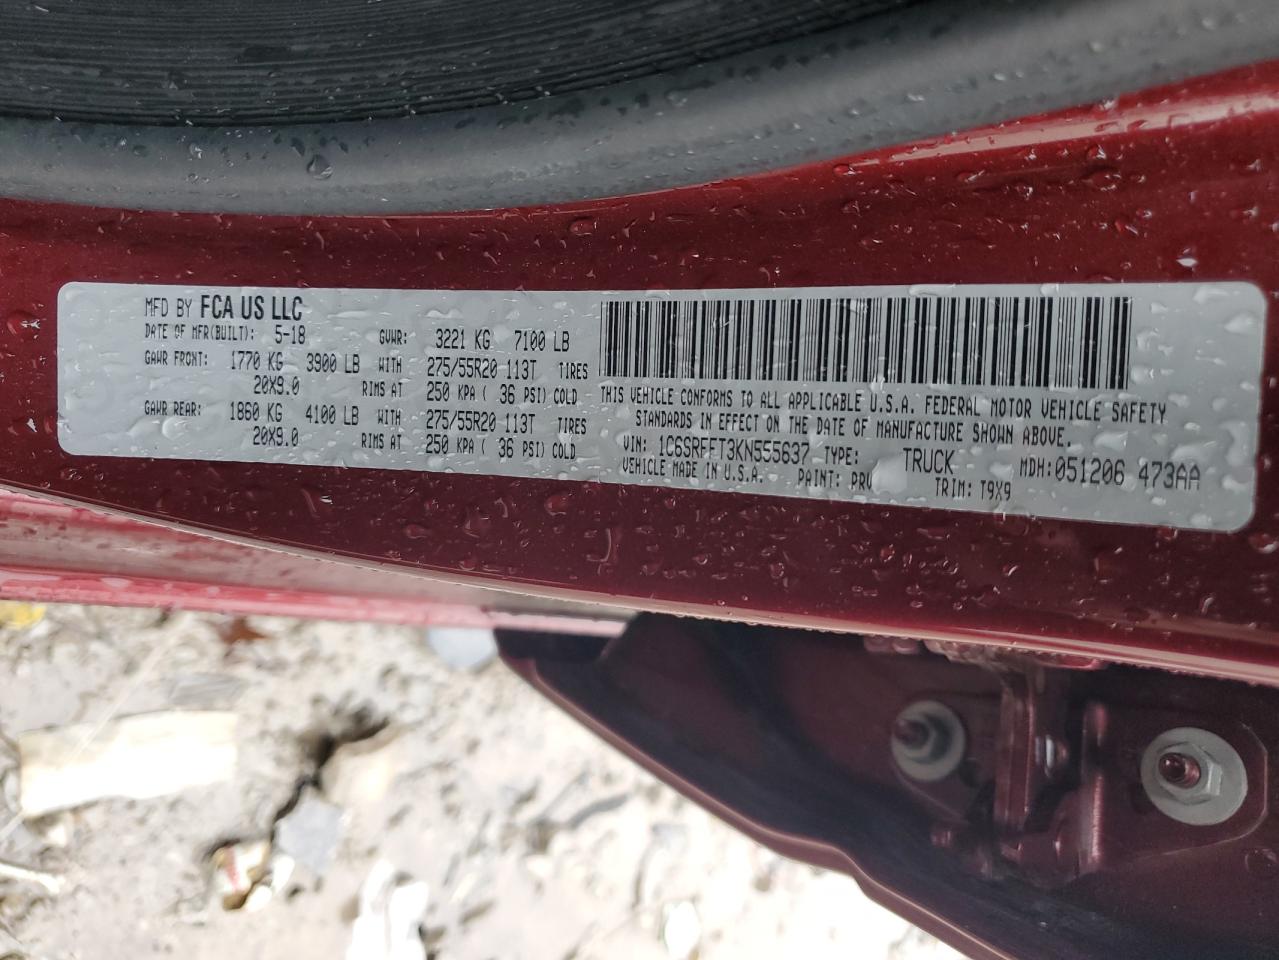 MFD BY FCA US LLC
DATE OF MFR(BUILT): 5-18 GVWR: 3221 KG 7100 LB
GAWR FRONT: 1770 KG 3900 LB WITH 275/55R20 113T TIRES
20X9.0 RIMS AT 250 KPA ( 36 PSI) COLD
GAWR REAR: 1860 KG 4100 LB WITH 275/55R20 113T TIRES
20X9.0 RIMS AT 250 KPA ( 36 PSI) COLD
THIS VEHICLE CONFORMS TO ALL APPLICABLE U.S.A. FEDERAL MOTOR VEHICLE SAFETY
STANDARDS IN EFFECT ON THE DATE OF MANUFACTURE SHOWN ABOVE.
VIN: 1C6SRFFT3KN555637 TYPE: TRUCK MDH: 051206 473AA
VEHICLE MADE IN U.S.A. PAINT: PRV TRIM: T9X9